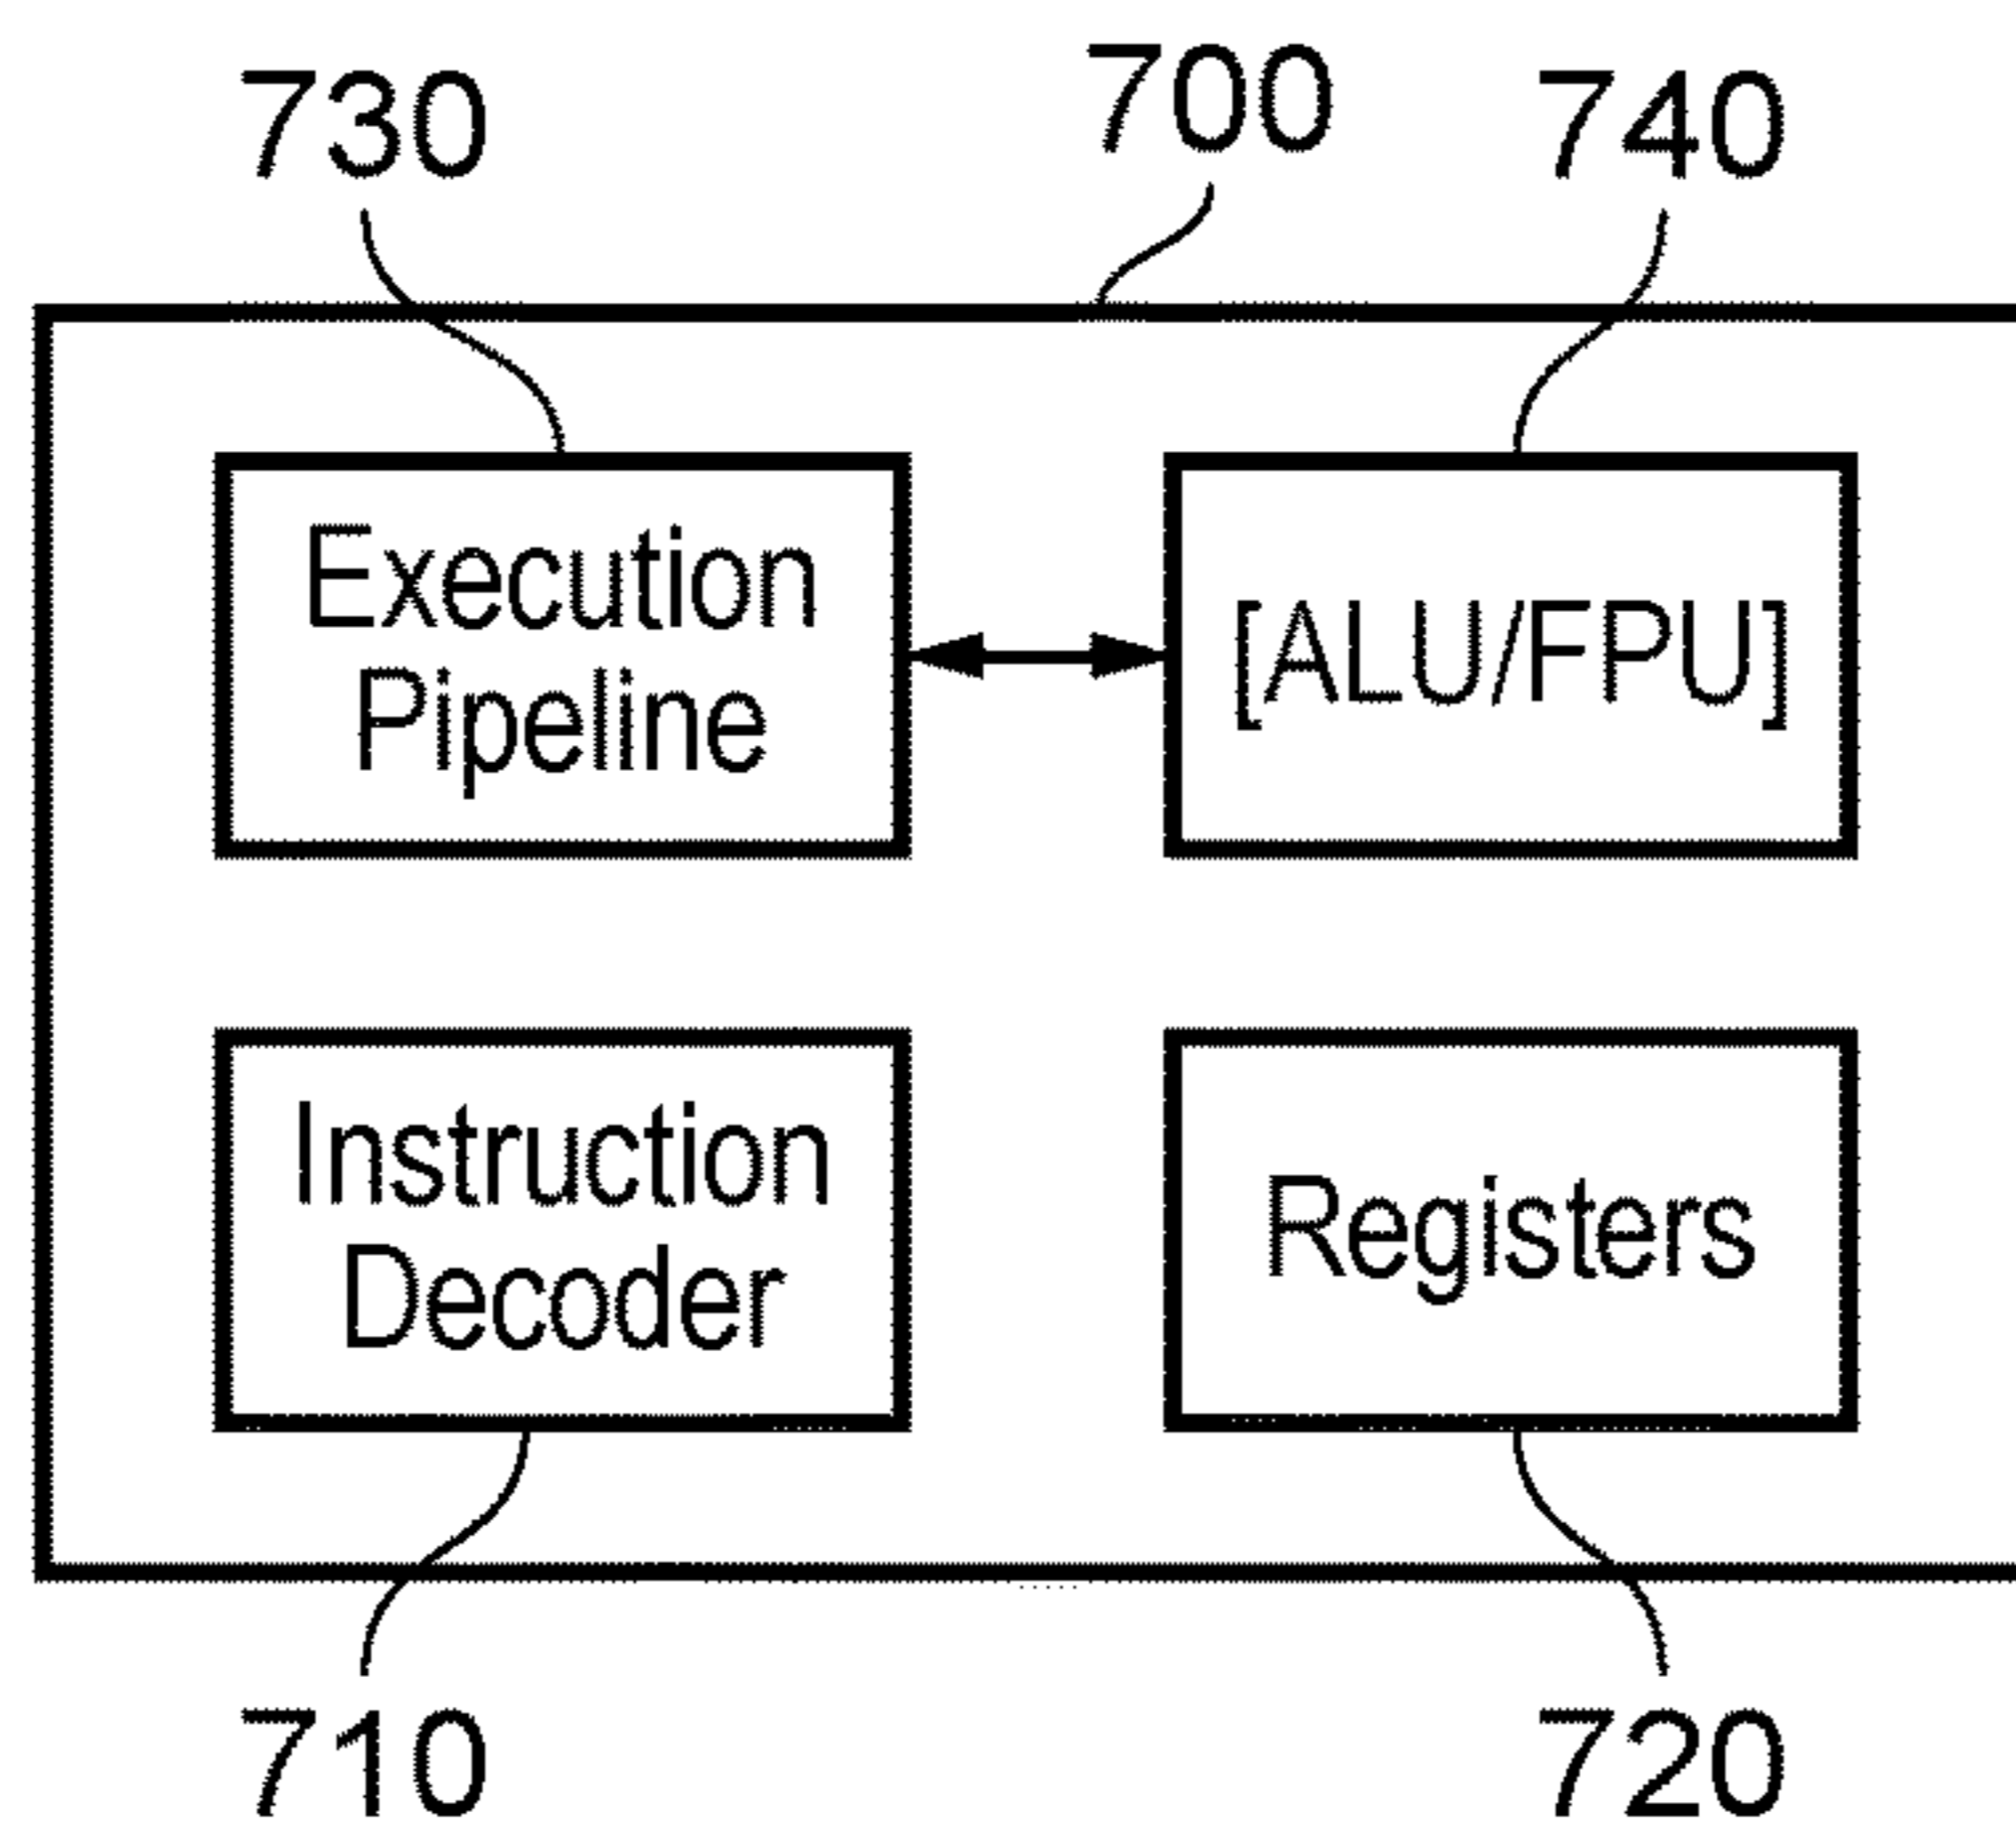 730
700
740
Execution
Pipeline
[ALU/FPU]
Instruction
Decoder
Registers
710
720